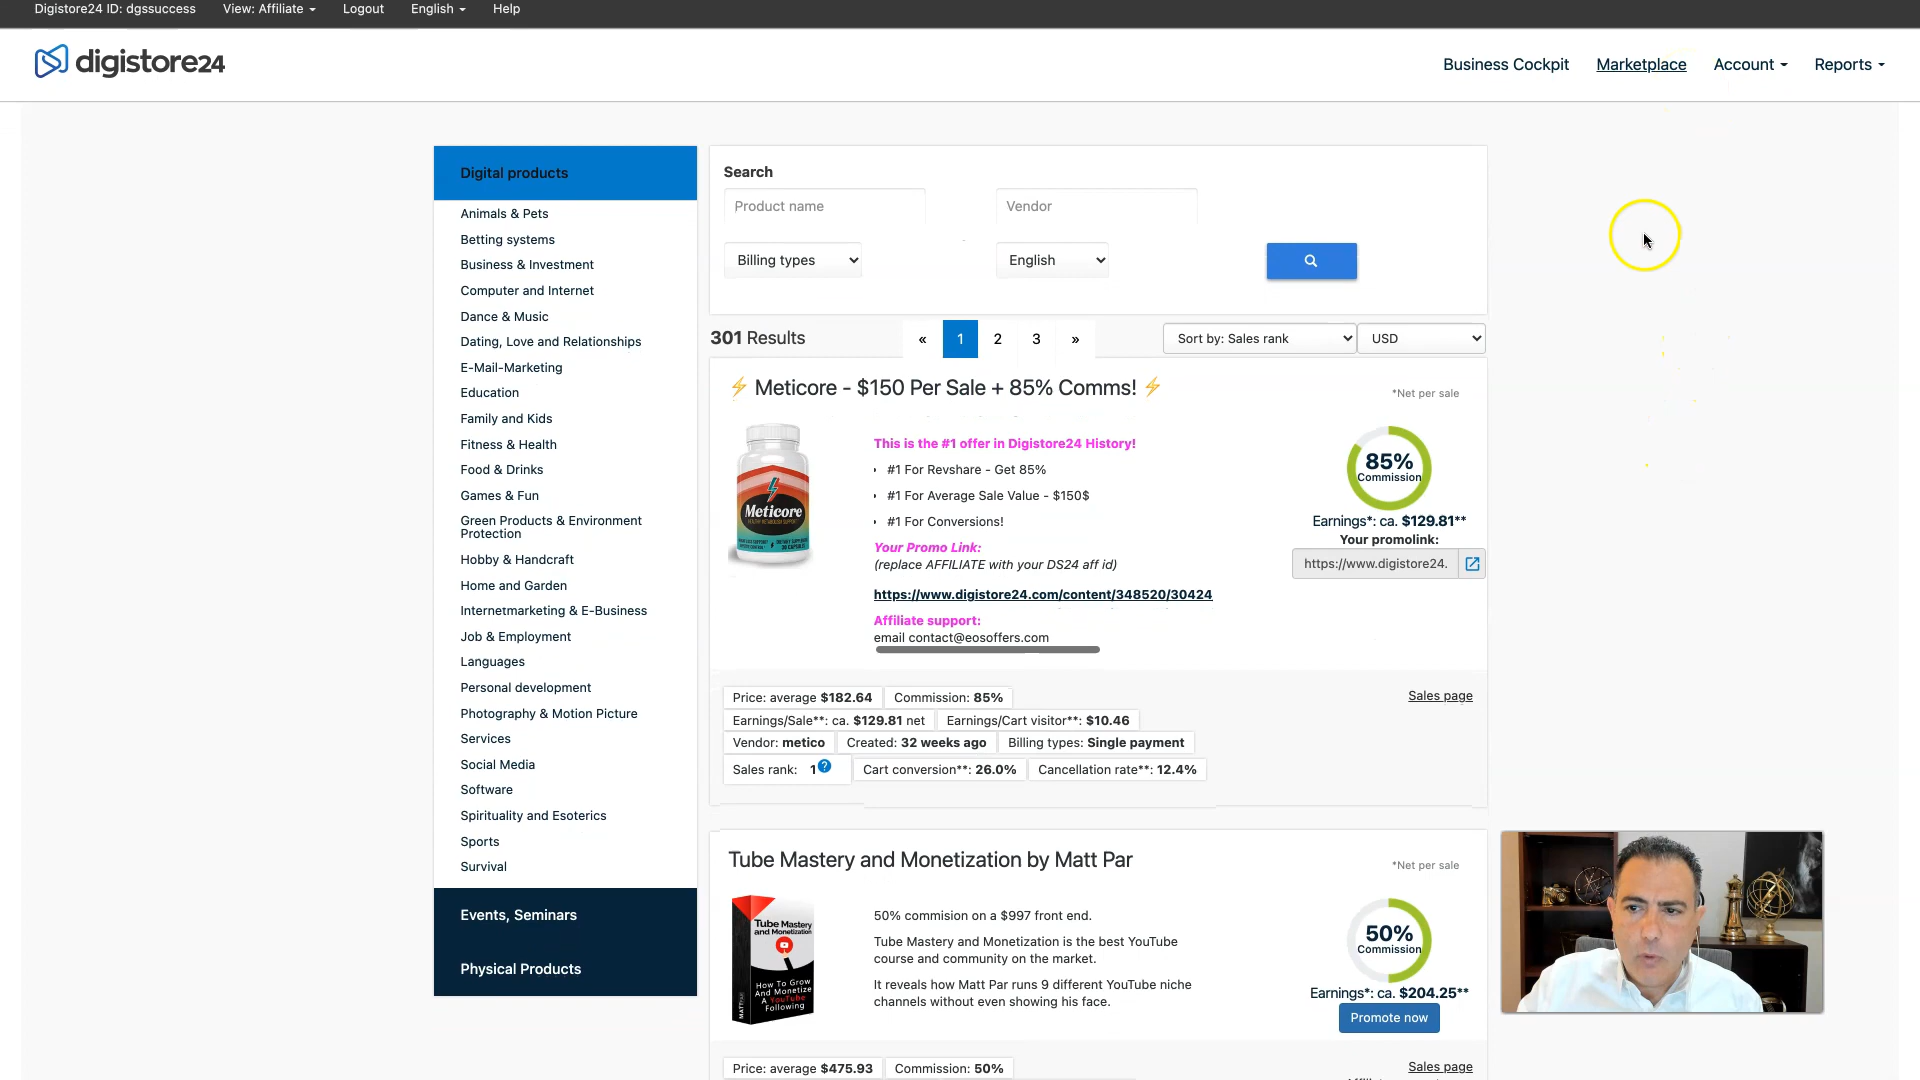 Digistore24 ID: dgssuccess View: Affiliate Logout English Help
digistore24
Business Cockpit Marketplace Account Reports
Digital products
Animals & Pets
Betting systems
Business & Investment
Computer and Internet
Dance & Music
Dating, Love and Relationships
E-Mail-Marketing
Education
Family and Kids
Fitness & Health
Food & Drinks
Games & Fun
Green Products & Environment
Protection
Hobby & Handcraft
Home and Garden
Internetmarketing & E-Business
Job & Employment
Languages
Personal development
Photography & Motion Picture
Services
Social Media
Software
Spirituality and Esoterics
Sports
Survival
Events, Seminars
Physical Products
Search
Product name Vendor
Billing types English
301 Results « 1 2 3 » Sort by: Sales rank USD
⚡ Meticore - $150 Per Sale + 85% Comms! ⚡
*Net per sale
Meticore
This is the #1 offer in Digistore24 History!
· #1 For Revshare - Get 85%
· #1 For Average Sale Value - $150$
· #1 For Conversions!
Your Promo Link:
(replace AFFILIATE with your DS24 aff id)
https://www.digistore24.com/content/348520/30424
Affiliate support:
email contact@eosoffers.com
85%
Commission
Earnings*: ca. $129.81**
Your promolink:
https://www.digistore24.
Price: average $182.64 Commission: 85%
Sales page
Earnings/Sale**: ca. $129.81 net Earnings/Cart visitor**: $10.46
Vendor: metico Created: 32 weeks ago Billing types: Single payment
Sales rank: 1 ? Cart conversion**: 26.0% Cancellation rate**: 12.4%
Tube Mastery and Monetization by Matt Par
*Net per sale
Tube Mastery
and Monetization
How To Grow
And Monetize
A YouTube
Following
MATT PAR
50% commision on a $997 front end.
Tube Mastery and Monetization is the best YouTube
course and community on the market.
It reveals how Matt Par runs 9 different YouTube niche
channels without even showing his face.
50%
Commission
Earnings*: ca. $204.25**
Promote now
Price: average $475.93 Commission: 50%
Sales page